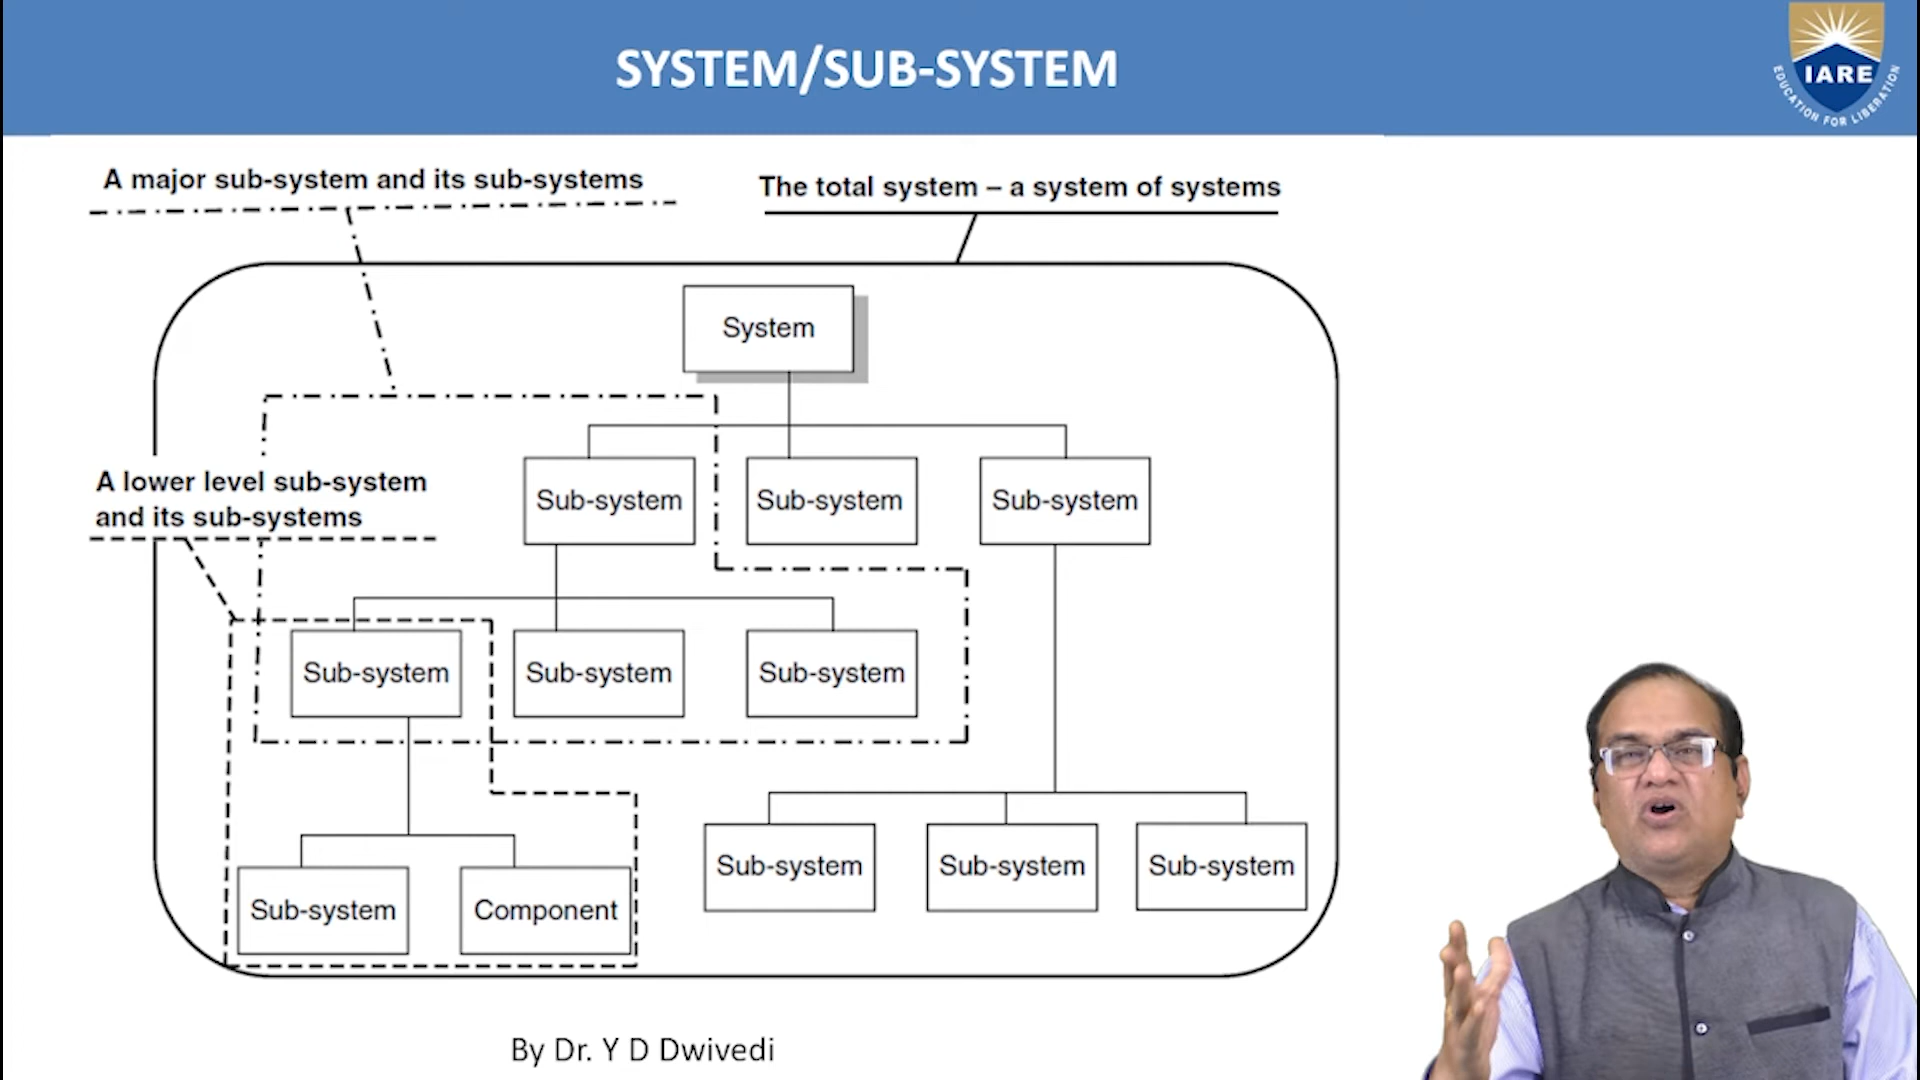 SYSTEM/SUB-SYSTEM
IARE
EDUCATION FOR LIBERATION
A major sub-system and its sub-systems
The total system – a system of systems
System
A lower level sub-system
and its sub-systems
Sub-system
Sub-system
Sub-system
Sub-system
Sub-system
Sub-system
Sub-system
Sub-system
Sub-system
Sub-system
Component
By Dr. Y D Dwivedi